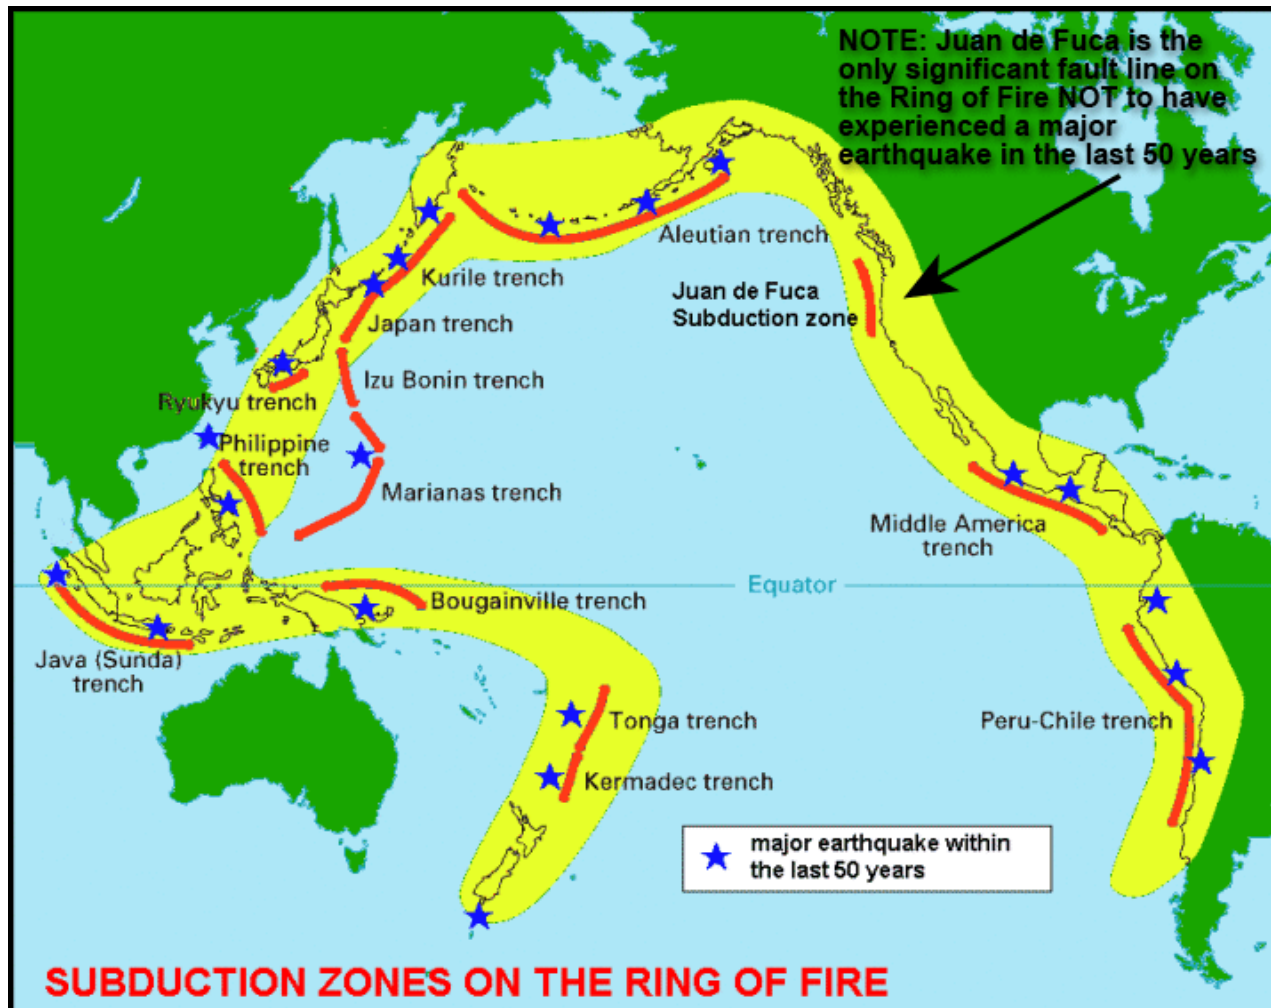 NOTE: Juan de Fuca is the
only significant fault line on
the Ring of Fire NOT to have
experienced a major
earthquake in the last 50 years
Aleutian trench
Kurile trench
Juan de Fuca
Subduction zone
Japan trench
Izu Bonin trench
Ryukyu trench
Philippine
trench
Marianas trench
Middle America
trench
Equator
Bougainville trench
Java (Sunda)
trench
Tonga trench
Peru-Chile trench
Kermadec trench
major earthquake within
the last 50 years
SUBDUCTION ZONES ON THE RING OF FIRE